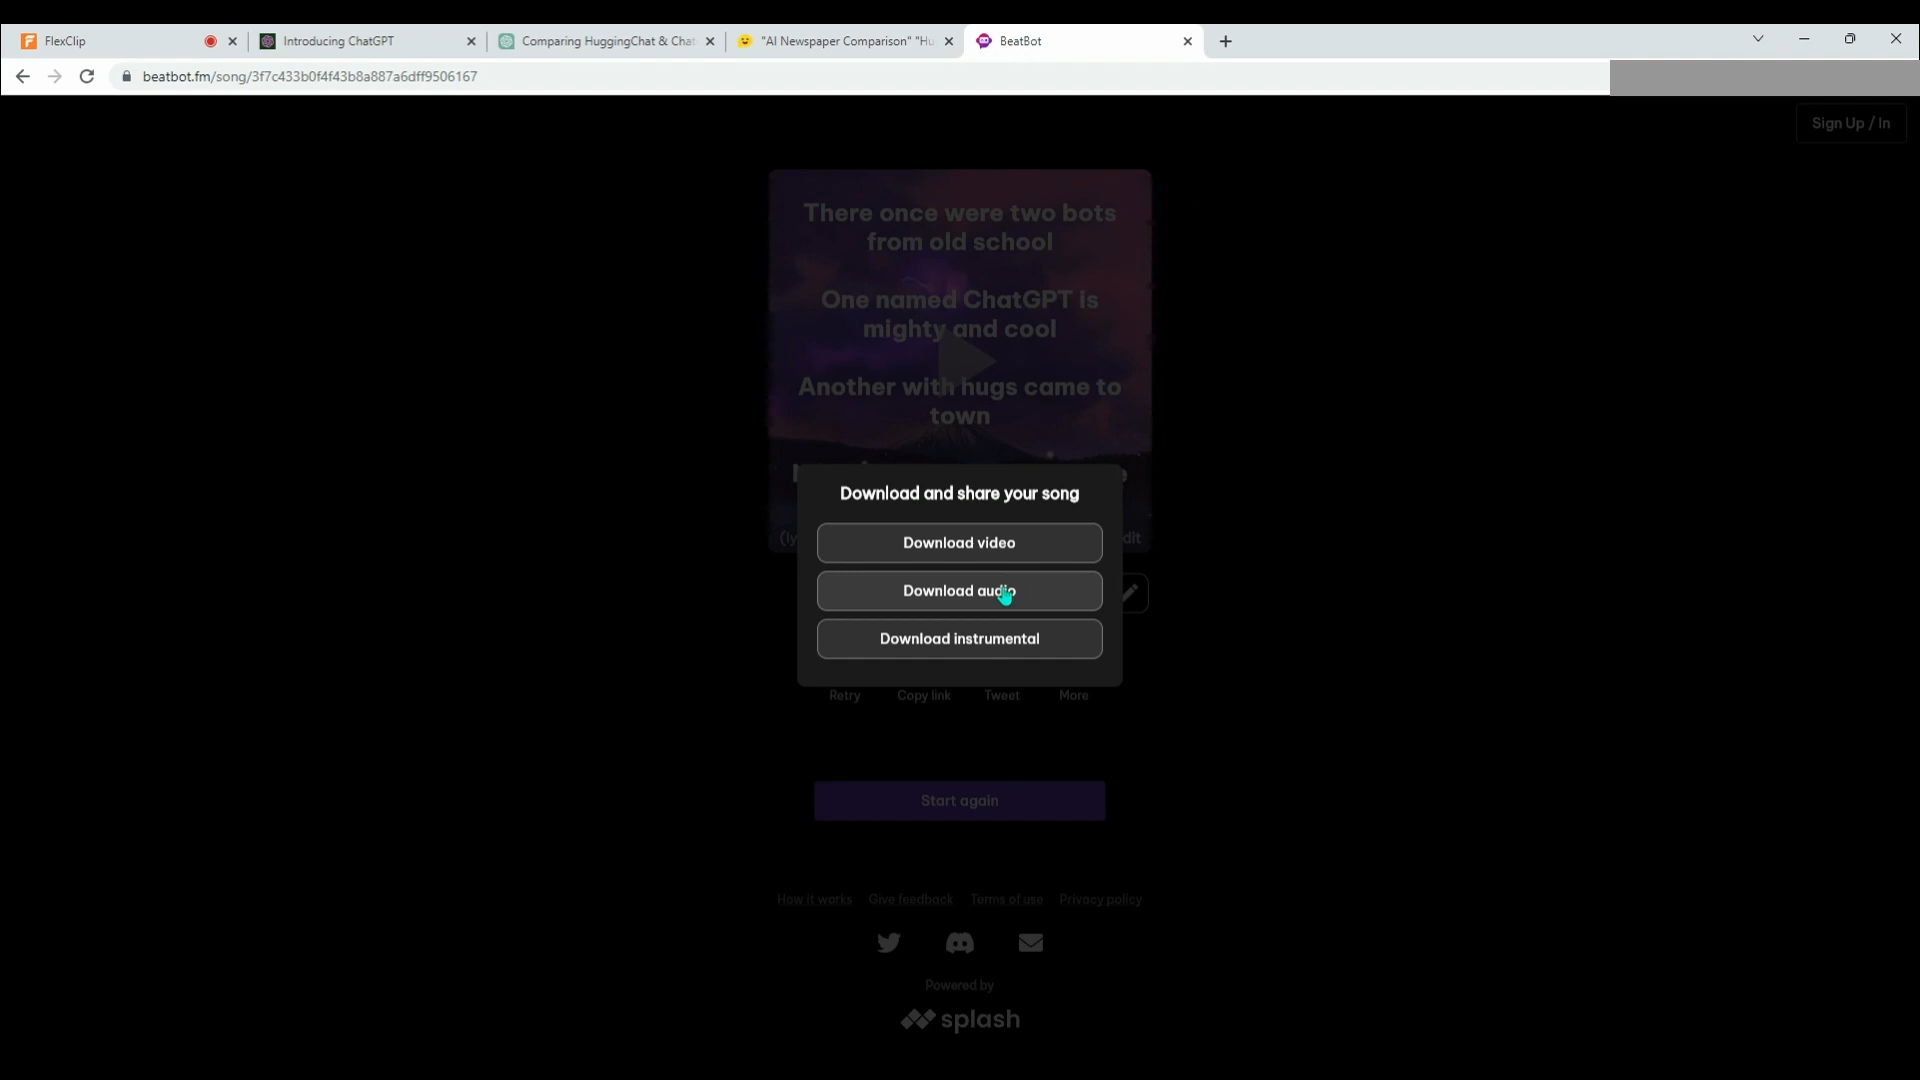 FlexClip
Introducing ChatGPT
Comparing HuggingChat & Chat
"AI Newspaper Comparison" "Hu
BeatBot
beatbot.fm/song/3f7c433b0f4f43b8a887a6dff9506167
Sign Up / In
There once were two bots
from old school
One named ChatGPT is
mighty and cool
Another with hugs came to
town
Download and share your song
Download video
Download audio
Download instrumental
Retry
Copy link
Tweet
More
Start again
How it works
Give feedback
Terms of use
Privacy policy
Powered by
splash